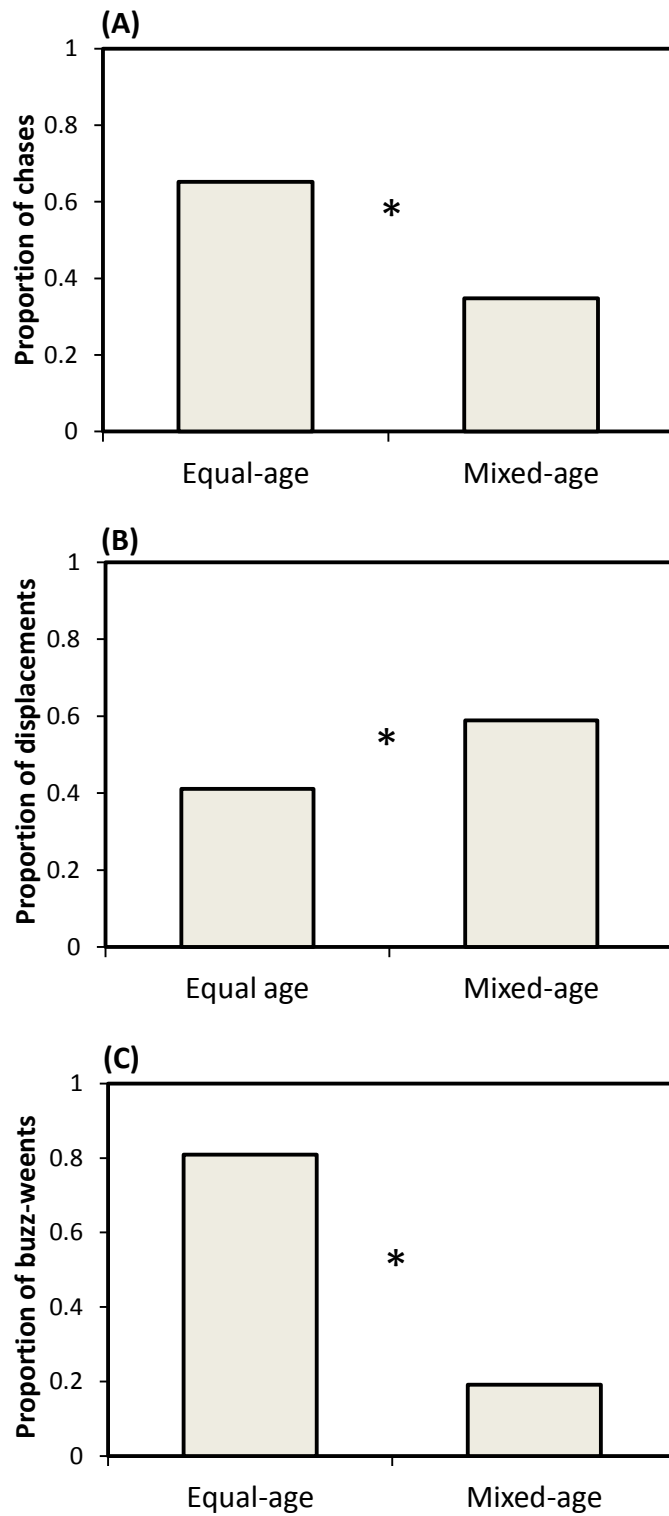 (A)
Proportion of chases
1
0.8
0.6
0.4
0.2
0
*
Equal-age Mixed-age
(B)
Proportion of displacements
1
0.8
0.6
0.4
0.2
0
*
Equal age Mixed-age
(C)
Proportion of buzz-weents
1
0.8
0.6
0.4
0.2
0
*
Equal-age Mixed-age